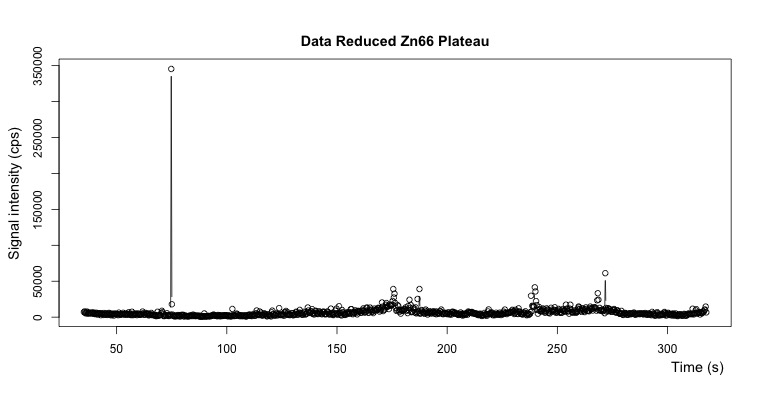 Data Reduced Zn66 Plateau
Signal intensity (cps)
350000
250000
150000
50000
0
50 100 150 200 250 300
Time (s)